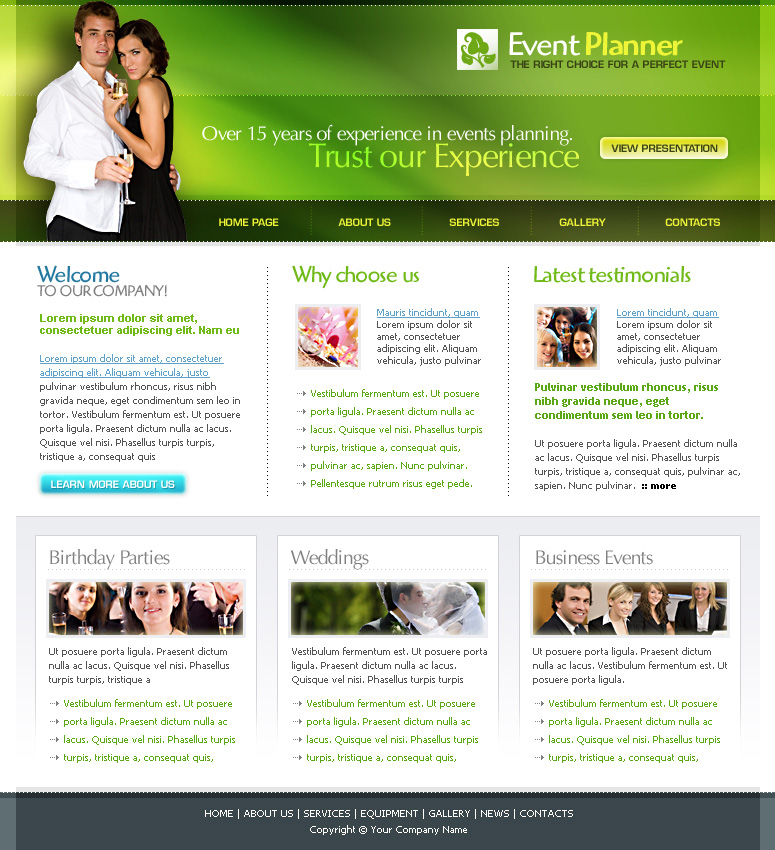 Event Planner
THE RIGHT CHOICE FOR A PERFECT EVENT
Over 15 years of experience in events planning.
Trust our Experience
VIEW PRESENTATION
HOME PAGE
ABOUT US
SERVICES
GALLERY
CONTACTS
Welcome
TO OUR COMPANY!
Lorem ipsum dolor sit amet,
consectetuer adipiscing elit. Nam eu
Lorem ipsum dolor sit amet, consectetuer
adipiscing elit. Aliquam vehicula, justo
pulvinar vestibulum rhoncus, risus nibh
gravida neque, eget condimentum sem leo in
tortor. Vestibulum fermentum est. Ut posuere
porta ligula. Praesent dictum nulla ac lacus.
Quisque vel nisi. Phasellus turpis turpis,
tristique a, consequat quis
LEARN MORE ABOUT US
Why choose us
Mauris tincidunt, quam
Lorem ipsum dolor sit
amet, consectetuer
adipiscing elit. Aliquam
vehicula, justo pulvinar
Vestibulum fermentum est. Ut posuere
porta ligula. Praesent dictum nulla ac
lacus. Quisque vel nisi. Phasellus turpis
turpis, tristique a, consequat quis,
pulvinar ac, sapien. Nunc pulvinar.
Pellentesque rutrum risus eget pede.
Latest testimonials
Lorem tincidunt, quam
Lorem ipsum dolor sit
amet, consectetuer
adipiscing elit. Aliquam
vehicula, justo pulvinar
Pulvinar vestibulum rhoncus, risus
nibh gravida neque, eget
condimentum sem leo in tortor.
Ut posuere porta ligula. Praesent dictum nulla
ac lacus. Quisque vel nisi. Phasellus turpis
turpis, tristique a, consequat quis, pulvinar ac,
sapien. Nunc pulvinar. :: more
Birthday Parties
Ut posuere porta ligula. Praesent dictum
nulla ac lacus. Quisque vel nisi. Phasellus
turpis turpis, tristique a
Vestibulum fermentum est. Ut posuere
porta ligula. Praesent dictum nulla ac
lacus. Quisque vel nisi. Phasellus turpis
turpis, tristique a, consequat quis,
Weddings
Vestibulum fermentum est. Ut posuere porta
ligula. Praesent dictum nulla ac lacus.
Quisque vel nisi. Phasellus turpis turpis
Vestibulum fermentum est. Ut posuere
porta ligula. Praesent dictum nulla ac
lacus. Quisque vel nisi. Phasellus turpis
turpis, tristique a, consequat quis,
Business Events
Ut posuere porta ligula. Praesent dictum
nulla ac lacus. Vestibulum fermentum est. Ut
posuere porta ligula.
Vestibulum fermentum est. Ut posuere
porta ligula. Praesent dictum nulla ac
lacus. Quisque vel nisi. Phasellus turpis
turpis, tristique a, consequat quis,
HOME | ABOUT US | SERVICES | EQUIPMENT | GALLERY | NEWS | CONTACTS
Copyright © Your Company Name